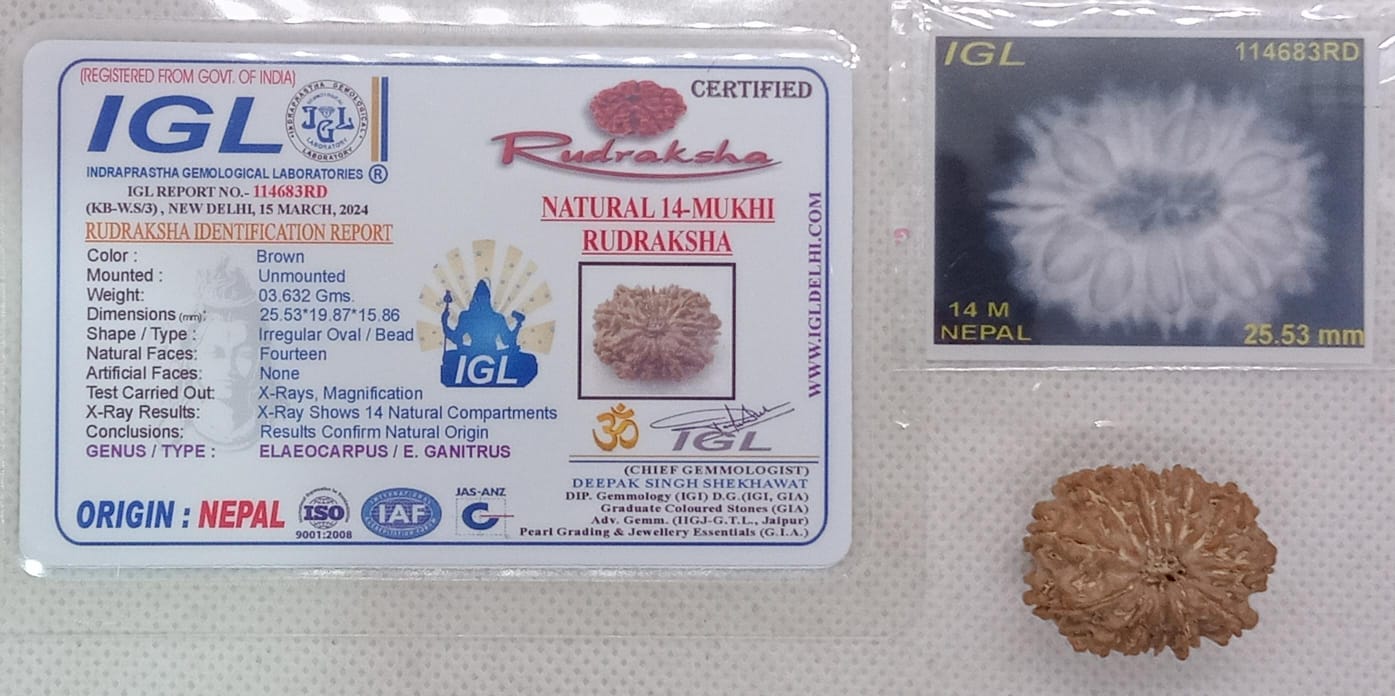 (REGISTERED FROM GOVT. OF INDIA)
IGL
INDRAPRASTHA GEMOLOGICAL LABORATORY
IGL
INDRAPRASTHA GEMOLOGICAL LABORATORIES ®
IGL REPORT NO.- 114683RD
(KB-W.S/3) , NEW DELHI, 15 MARCH, 2024
RUDRAKSHA IDENTIFICATION REPORT
Color : Brown
Mounted : Unmounted
Weight: 03.632 Gms.
Dimensions (mm): 25.53*19.87*15.86
Shape / Type : Irregular Oval / Bead
Natural Faces: Fourteen
Artificial Faces: None
Test Carried Out: X-Rays, Magnification
X-Ray Results: X-Ray Shows 14 Natural Compartments
Conclusions: Results Confirm Natural Origin
GENUS / TYPE : ELAEOCARPUS / E. GANITRUS
IGL
ORIGIN : NEPAL
ISO
9001:2008
IAF
JAS-ANZ
CERTIFIED
Rudraksha
NATURAL 14-MUKHI
RUDRAKSHA
WWW.IGLDELHI.COM
ॐ
IGL
(CHIEF GEMMOLOGIST)
DEEPAK SINGH SHEKHAWAT
DIP. Gemmology (IGI) D.G.(IGI, GIA)
Graduate Coloured Stones (GIA)
Adv. Gemm. (IIGJ-G.T.L., Jaipur)
Pearl Grading & Jewellery Essentials (G.I.A.)
IGL 114683RD
14 M
NEPAL 25.53 mm